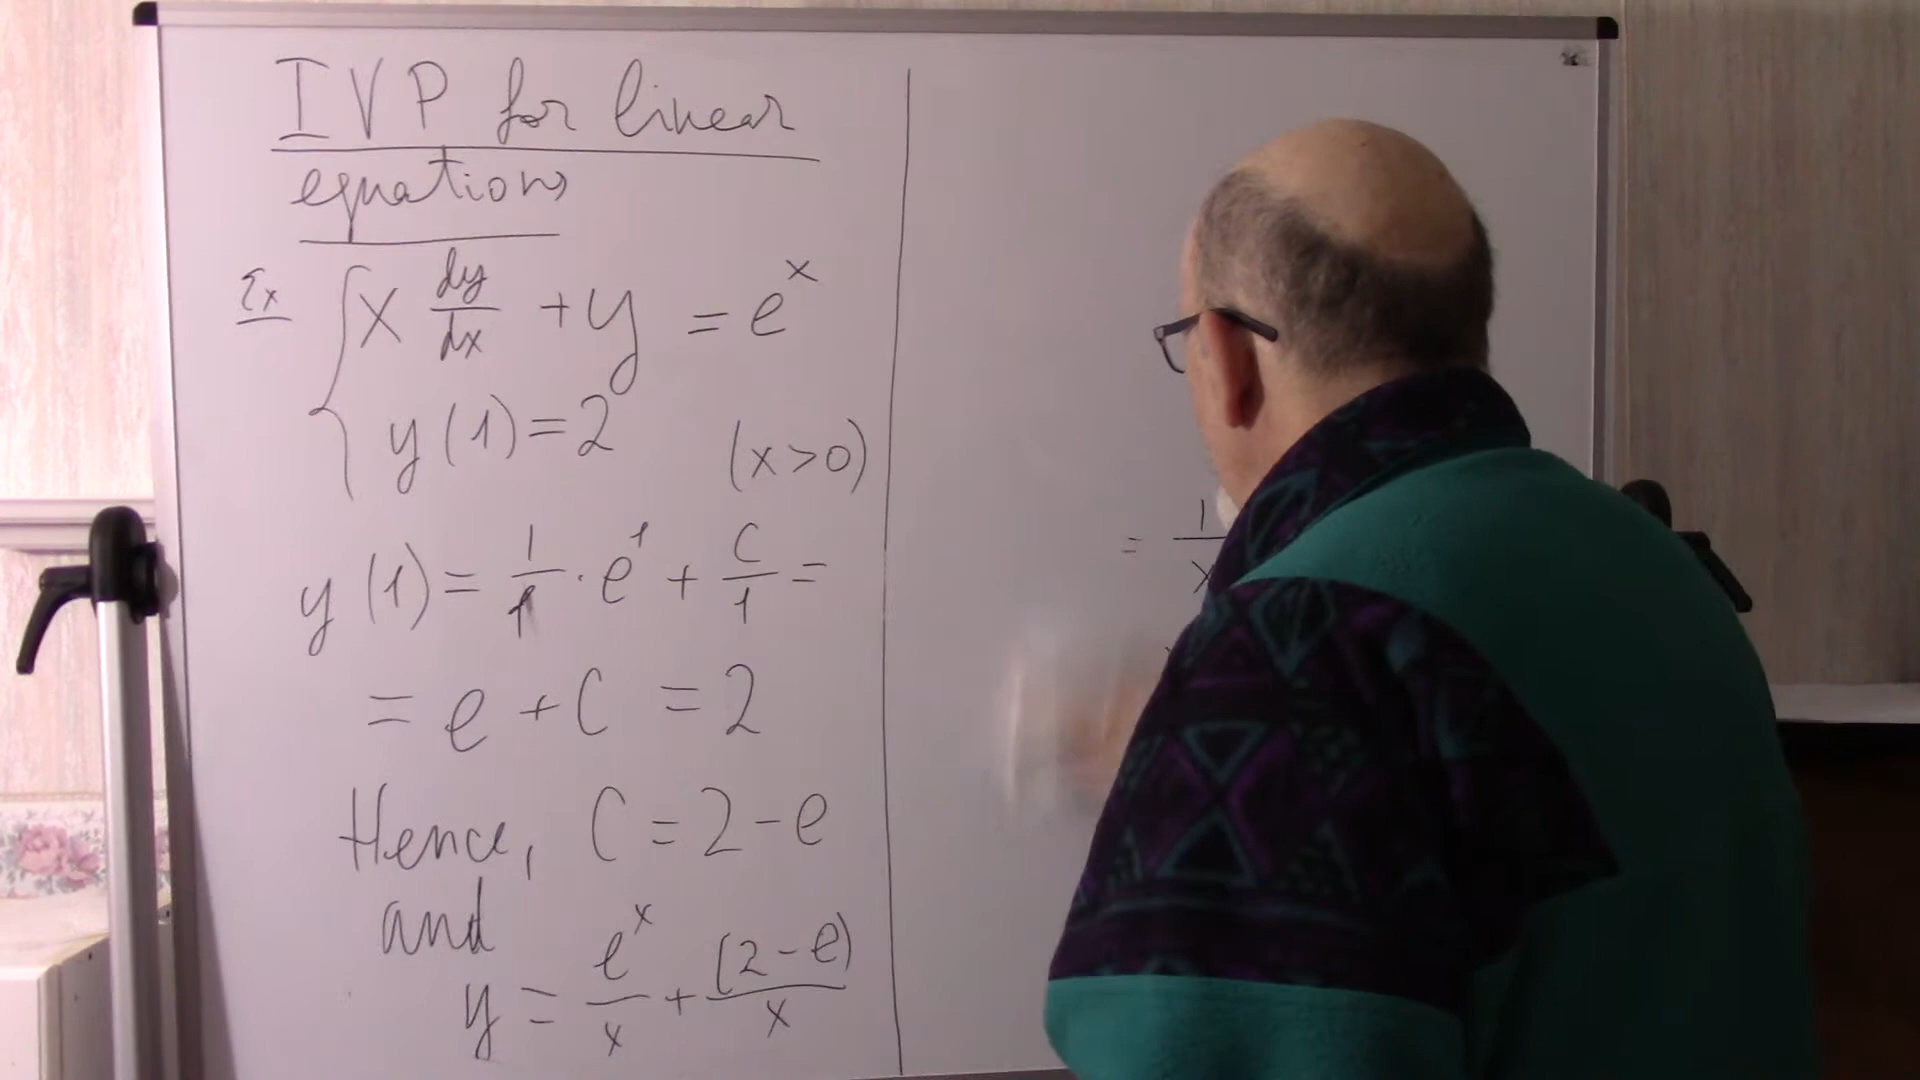 IVP for linear
equations
Ex { x dy/dx + y = e^x
y(1) = 2 (x>0)
y(1) = 1/1 · e^1 + C/1 =
= e + C = 2
Hence, C = 2 - e
and
y = e^x/x + (2-e)/x
= 1/x